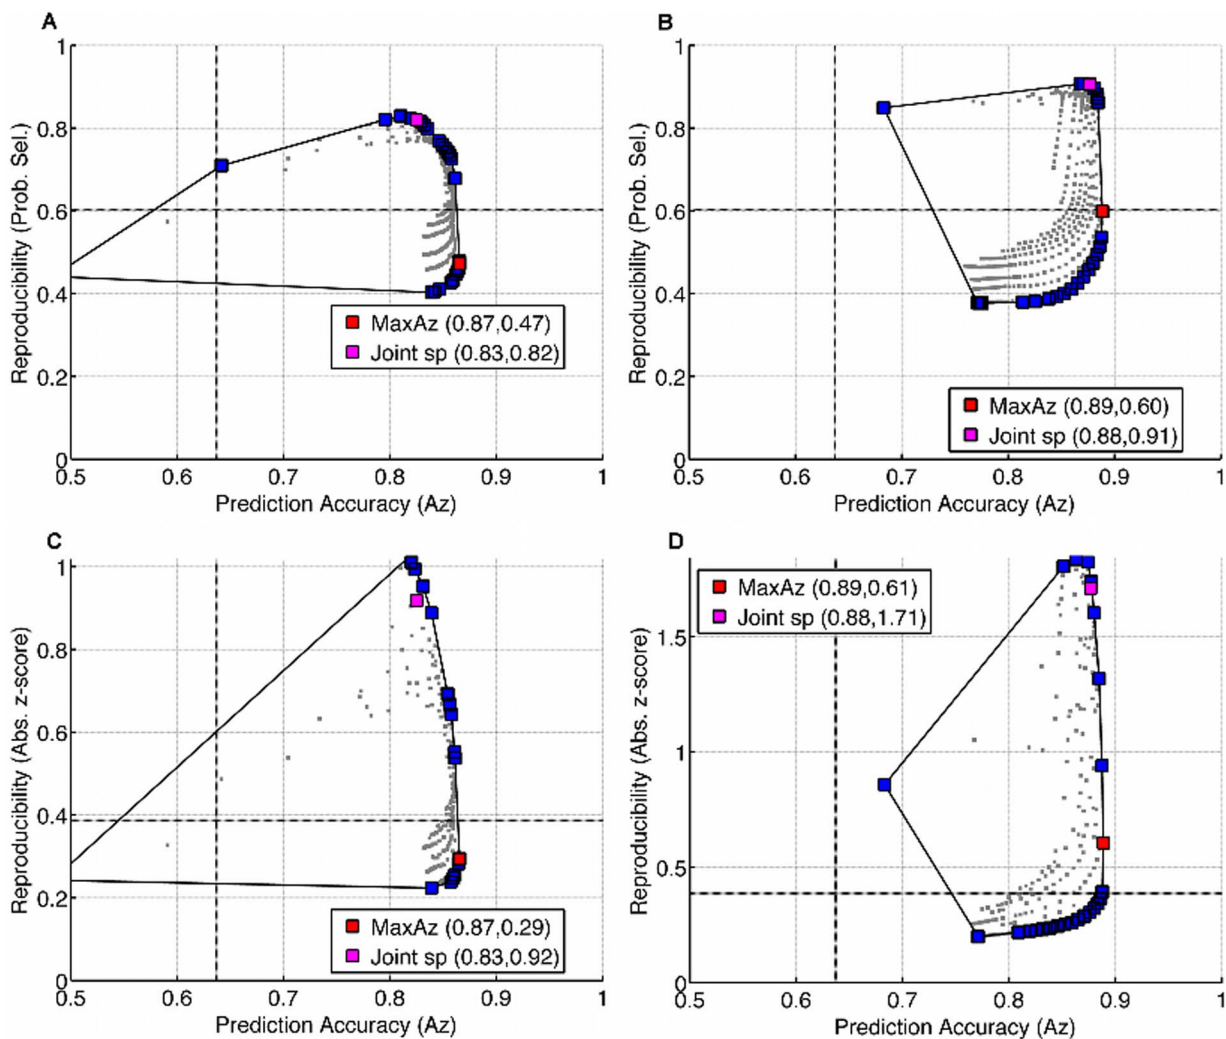 A
Reproducibility (Prob. Sel.)
1
0.8
0.6
0.4
0.2
0
0.5 0.6 0.7 0.8 0.9 1
Prediction Accuracy (Az)
MaxAz (0.87,0.47)
Joint sp (0.83,0.82)
B
Reproducibility (Prob. Sel.)
1
0.8
0.6
0.4
0.2
0
0.5 0.6 0.7 0.8 0.9 1
Prediction Accuracy (Az)
MaxAz (0.89,0.60)
Joint sp (0.88,0.91)
C
Reproducibility (Abs. z-score)
1
0.8
0.6
0.4
0.2
0
0.5 0.6 0.7 0.8 0.9 1
Prediction Accuracy (Az)
MaxAz (0.87,0.29)
Joint sp (0.83,0.92)
D
Reproducibility (Abs. z-score)
MaxAz (0.89,0.61)
Joint sp (0.88,1.71)
1.5
1
0.5
0
0.5 0.6 0.7 0.8 0.9 1
Prediction Accuracy (Az)